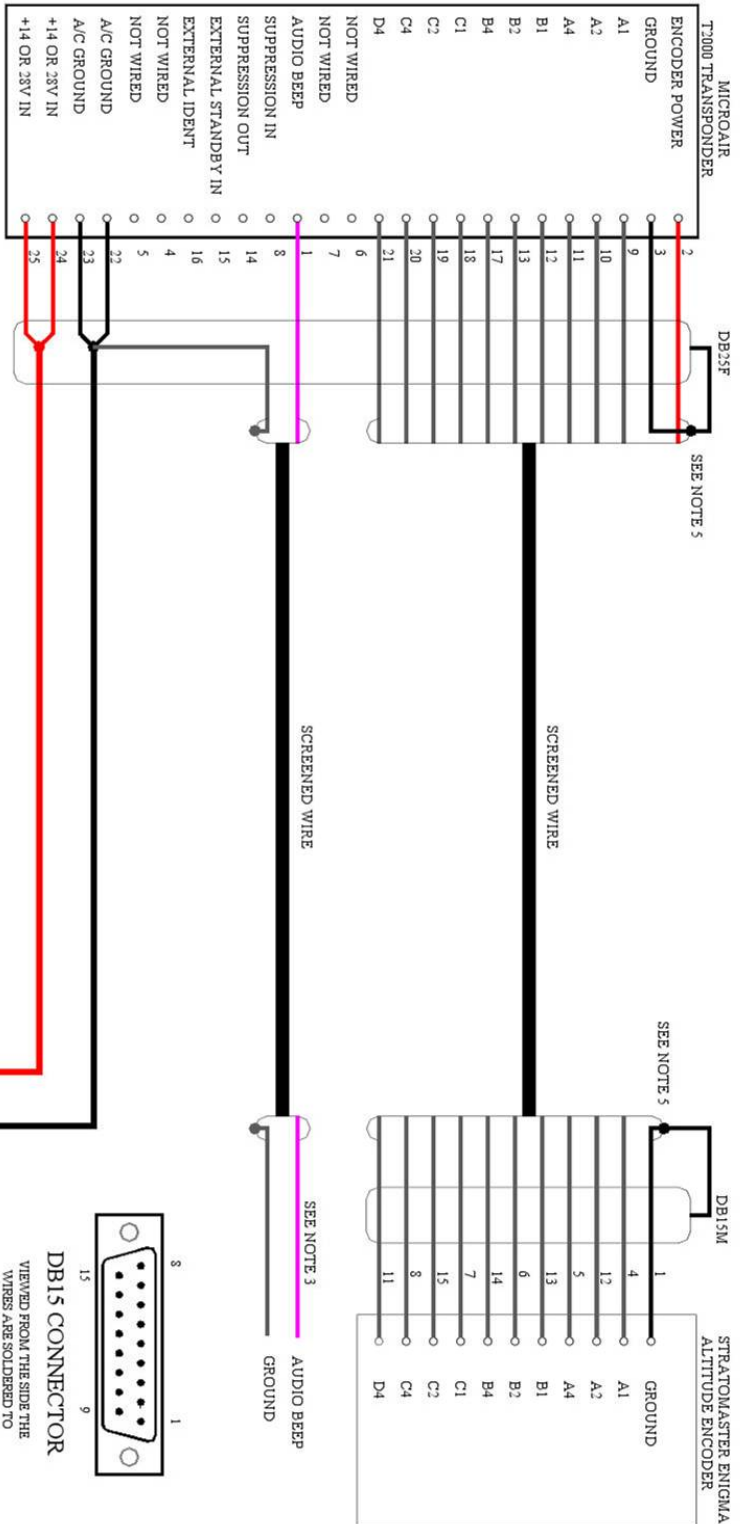 MICROAIR
T2000 TRANSPONDER
ENCODER POWER
GROUND
A1
A2
A4
B1
B2
B4
C1
C2
C4
D4
NOT WIRED
NOT WIRED
AUDIO BEEP
SUPPRESSION IN
SUPPRESSION OUT
EXTERNAL STANDBY IN
EXTERNAL IDENT
NOT WIRED
NOT WIRED
A/C GROUND
A/C GROUND
+14 OR 28V IN
+14 OR 28V IN
2
3
9
10
11
12
13
17
18
19
20
21
6
7
1
8
14
15
16
4
5
22
23
24
25
DB25F
SEE NOTE 5
SCREENED WIRE
SCREENED WIRE
SEE NOTE 5
DB15M
SEE NOTE 3
AUDIO BEEP
GROUND
1
4
12
5
13
6
14
7
15
8
11
STRATOMASTER ENIGMA
ALTITUDE ENCODER
GROUND
A1
A2
A4
B1
B2
B4
C1
C2
C4
D4
8
1
15
9
DB15 CONNECTOR
VIEWED FROM THE SIDE THE
WIRES ARE SOLDERED TO